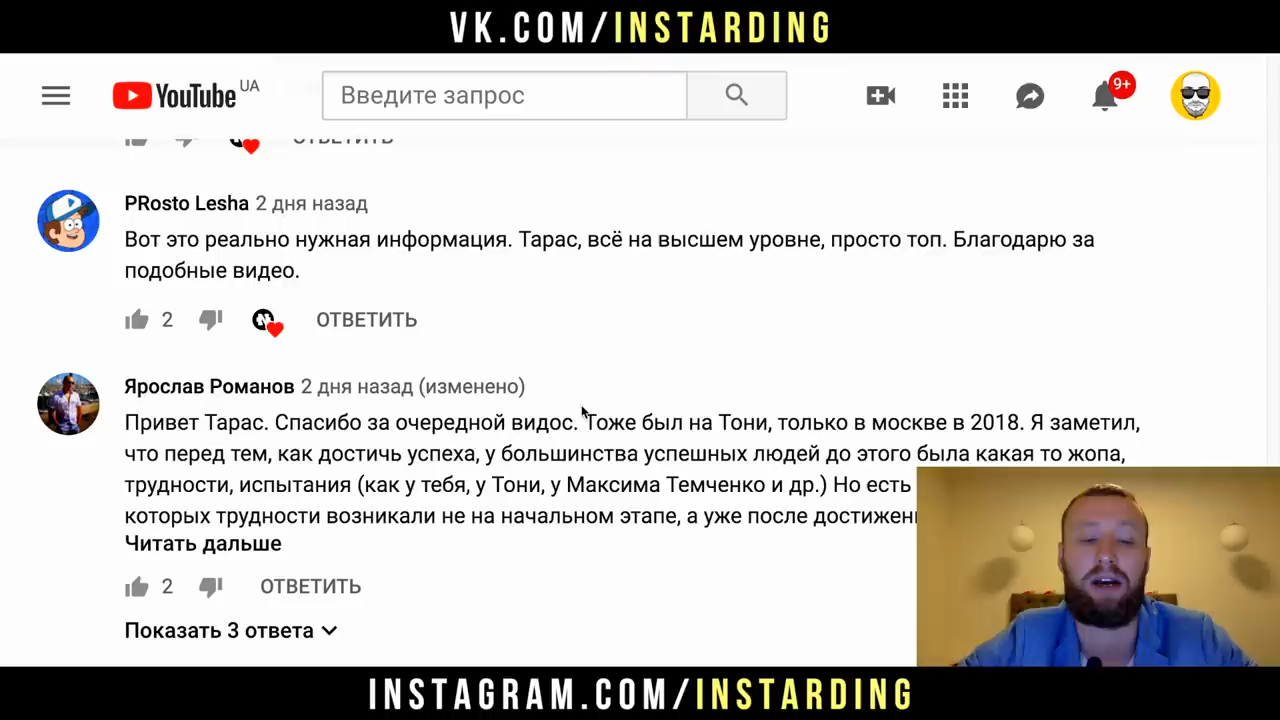 VK.COM/INSTARDING
YouTube UA
Введите запрос
9+
ОТВЕТИТЬ
PRosto Lesha 2 дня назад
Вот это реально нужная информация. Тарас, всё на высшем уровне, просто топ. Благодарю за
подобные видео.
2 ОТВЕТИТЬ
Ярослав Романов 2 дня назад (изменено)
Привет Тарас. Спасибо за очередной видос. Тоже был на Тони, только в москве в 2018. Я заметил,
что перед тем, как достичь успеха, у большинства успешных людей до этого была какая то жопа,
трудности, испытания (как у тебя, у Тони, у Максима Темченко и др.) Но есть
которых трудности возникали не на начальном этапе, а уже после
Читать дальше
2 ОТВЕТИТЬ
Показать 3 ответа
INSTAGRAM.COM/INSTARDING